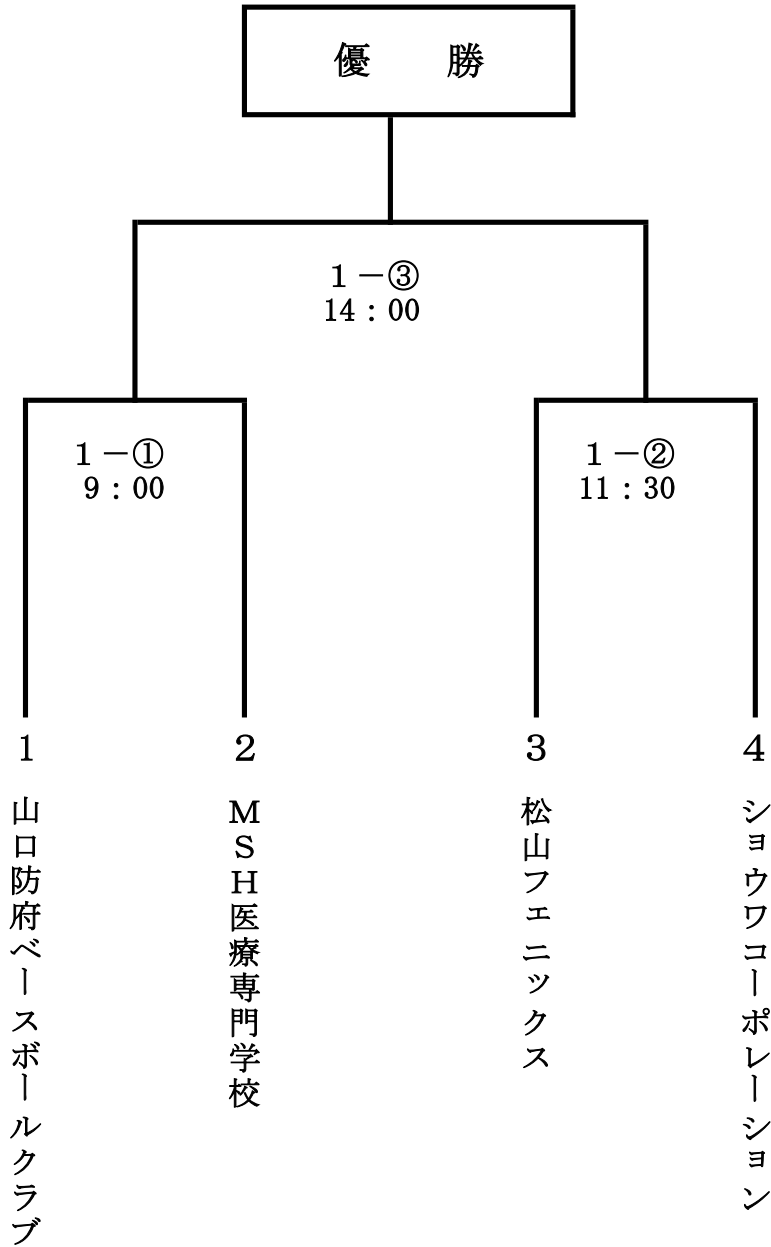 優　　勝
１－③
14：00
１－①
9：00
１－②
11：30
1
2
3
4
山口防府ベースボールクラブ
ＭＳＨ医療専門学校
松山フェニックス
ショウワコーポレーション